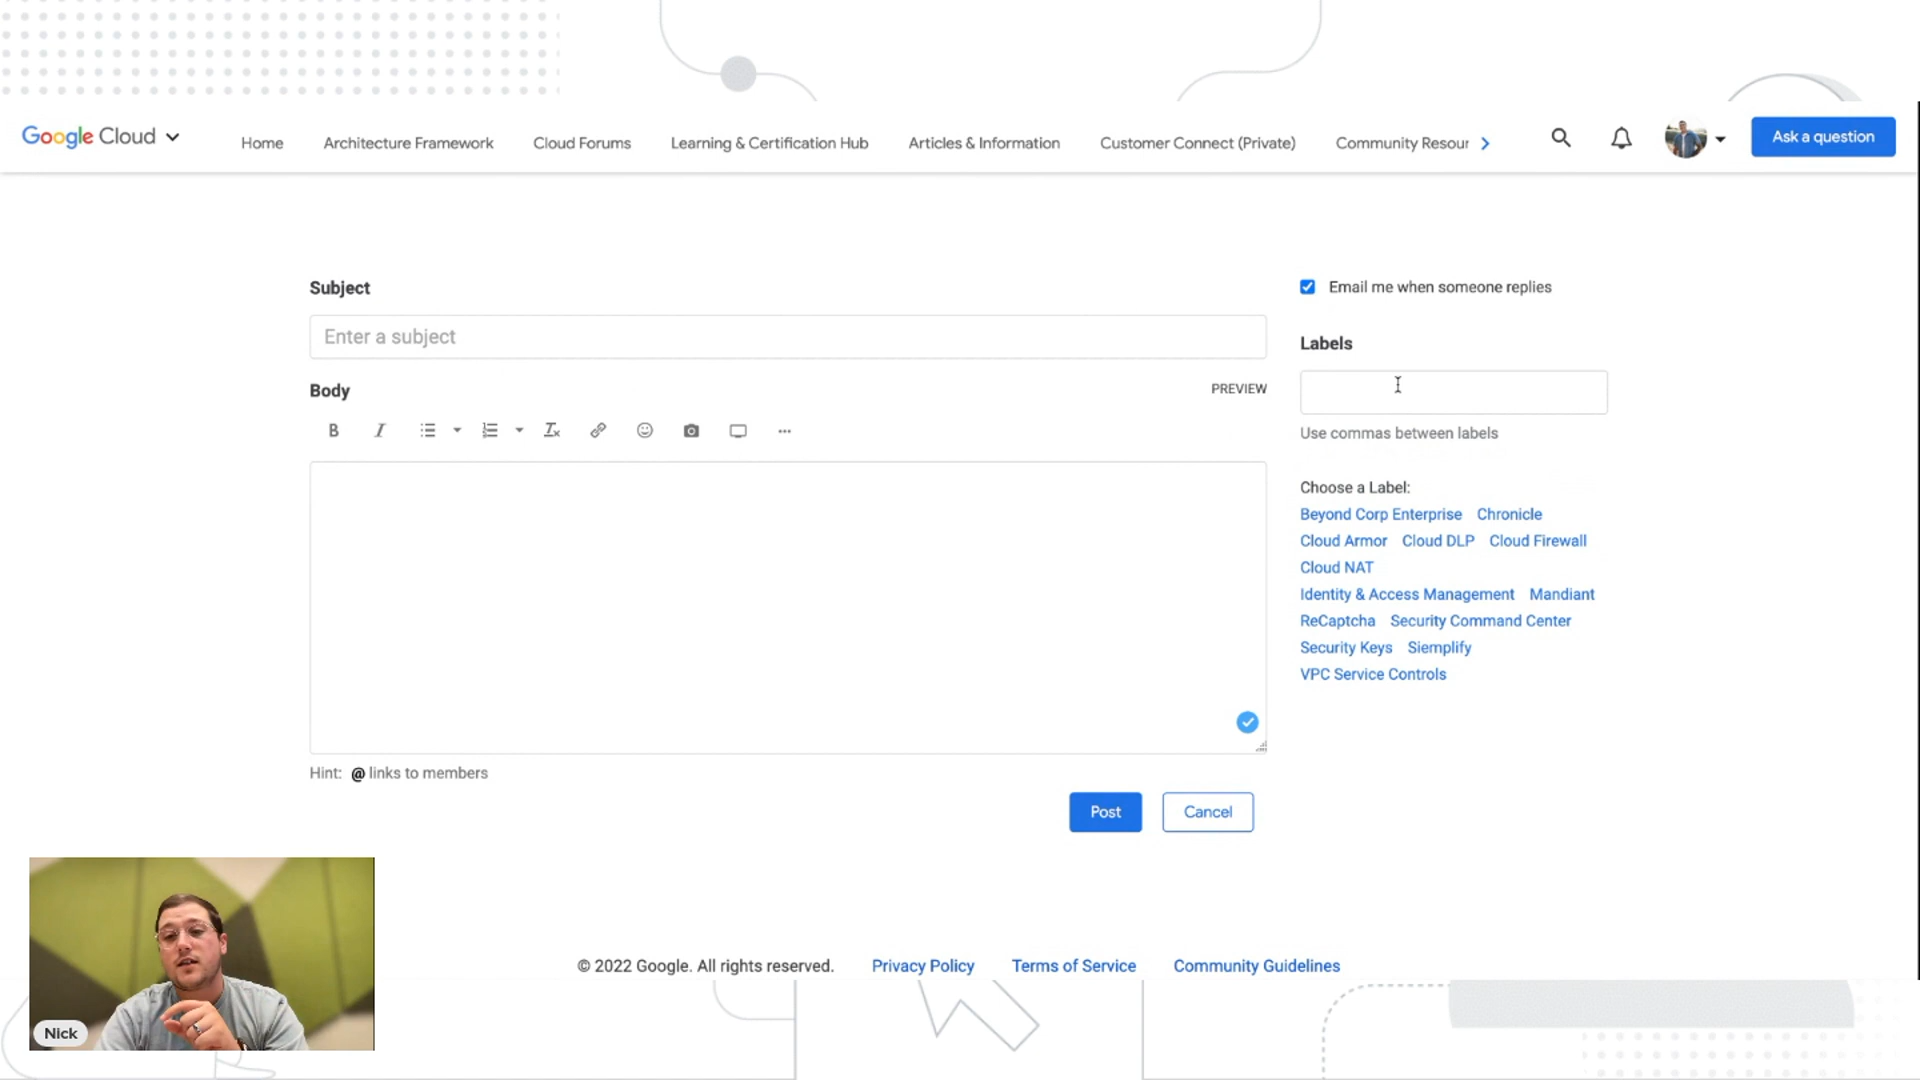 Google Cloud
Home
Architecture Framework
Cloud Forums
Learning & Certification Hub
Articles & Information
Customer Connect (Private)
Community Resour
Ask a question
Subject
Enter a subject
Body
PREVIEW
B I
Hint: @ links to members
Post
Cancel
Email me when someone replies
Labels
Use commas between labels
Choose a Label:
Beyond Corp Enterprise Chronicle
Cloud Armor Cloud DLP Cloud Firewall
Cloud NAT
Identity & Access Management Mandiant
ReCaptcha Security Command Center
Security Keys Siemplify
VPC Service Controls
© 2022 Google. All rights reserved. Privacy Policy Terms of Service Community Guidelines
Nick